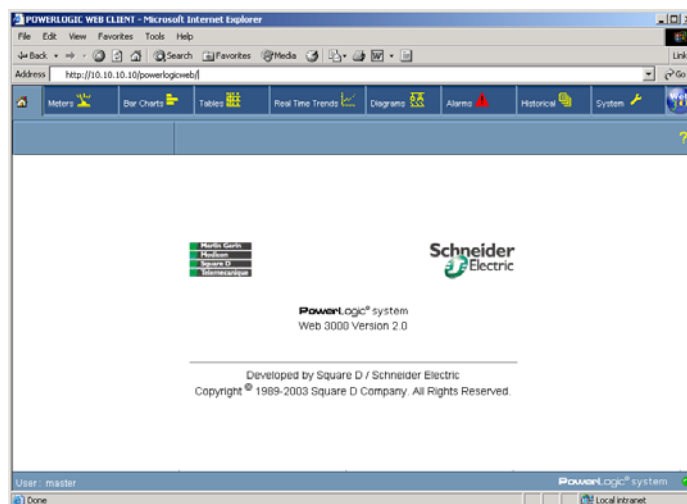 POWERLOGIC WEB CLIENT - Microsoft Internet Explorer
File Edit View Favorites Tools Help
Back Search Favorites Media
Links
Address http://10.10.10.10/powerlogicweb/ Go
Meters Bar Charts Tables Real Time Trends Diagrams Alarms Historical System
?
Merlin Gerin
Modicon
Square D
Telemecanique
Schneider
Electric
PowerLogic® system
Web 3000 Version 2.0
Developed by Square D / Schneider Electric
Copyright © 1989-2003 Square D Company. All Rights Reserved.
User: master PowerLogic® system
Done Local intranet